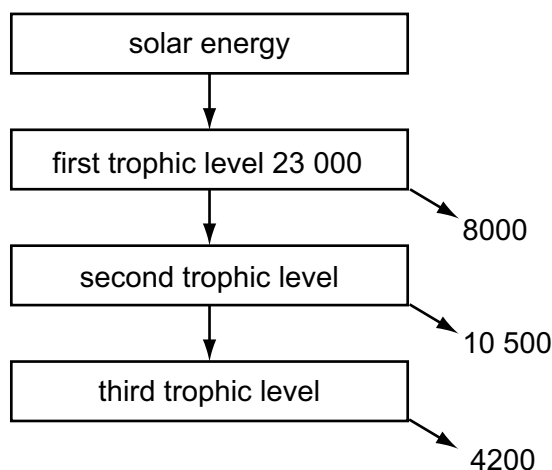 solar energy
first trophic level 23 000
8000
second trophic level
10 500
third trophic level
4200